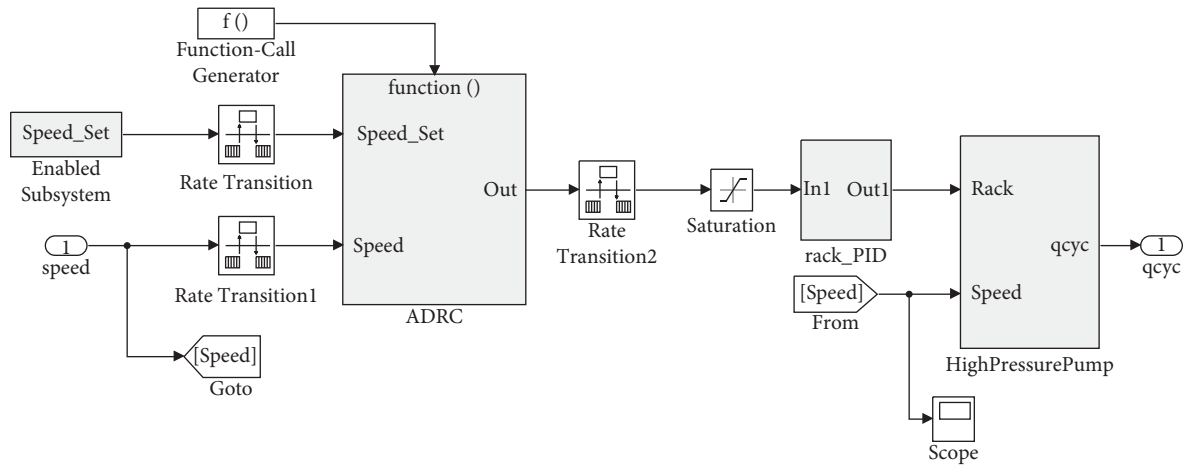 f ()
Function-Call
Generator
function ()
Speed_Set
Enabled
Subsystem
Rate Transition
Speed_Set
Out
1
speed
Rate Transition1
Speed
ADRC
[Speed]
Goto
Rate
Transition2
Saturation
In1
Out1
rack_PID
[Speed]
From
Rack
qcyc
Speed
HighPressurePump
1
qcyc
Scope